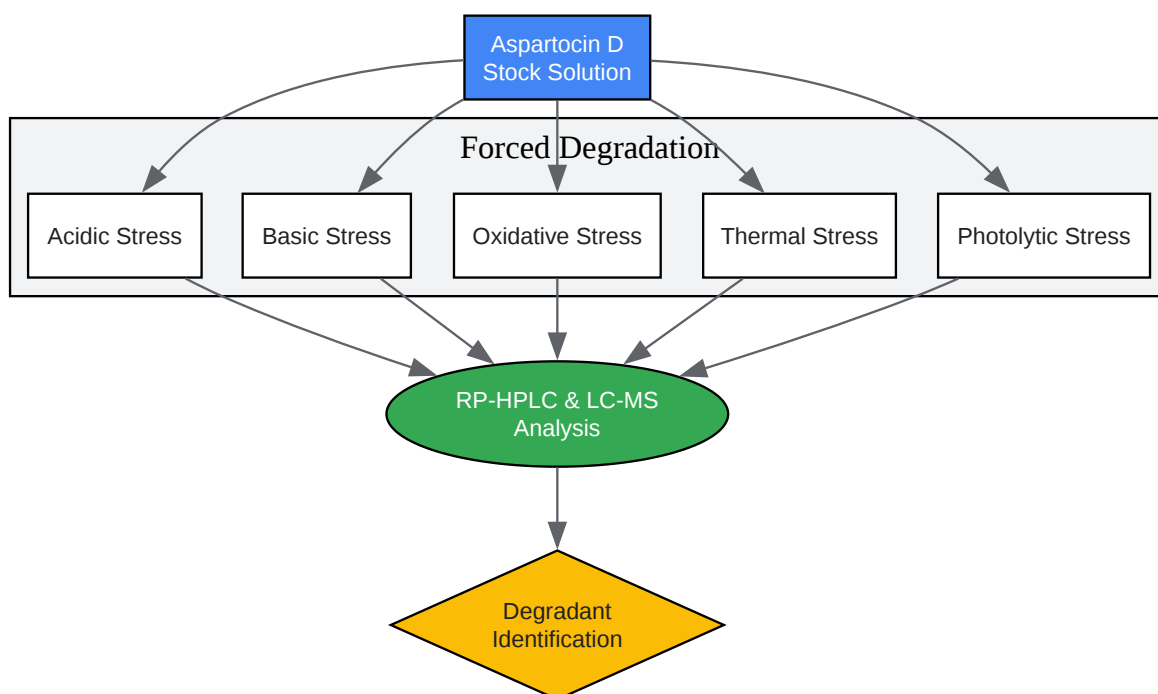 Aspartocin D
Stock Solution
Forced Degradation
Acidic Stress
Basic Stress
Oxidative Stress
Thermal Stress
Photolytic Stress
RP-HPLC & LC-MS
Analysis
Degradant
Identification